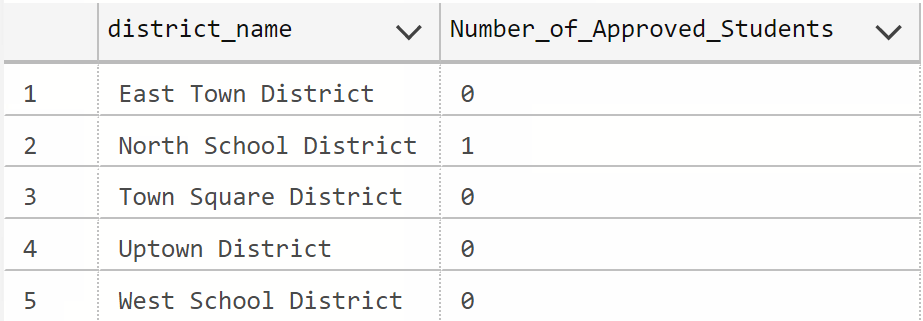 district_name Number_of_Approved_Students
1 East Town District 0
2 North School District 1
3 Town Square District 0
4 Uptown District 0
5 West School District 0